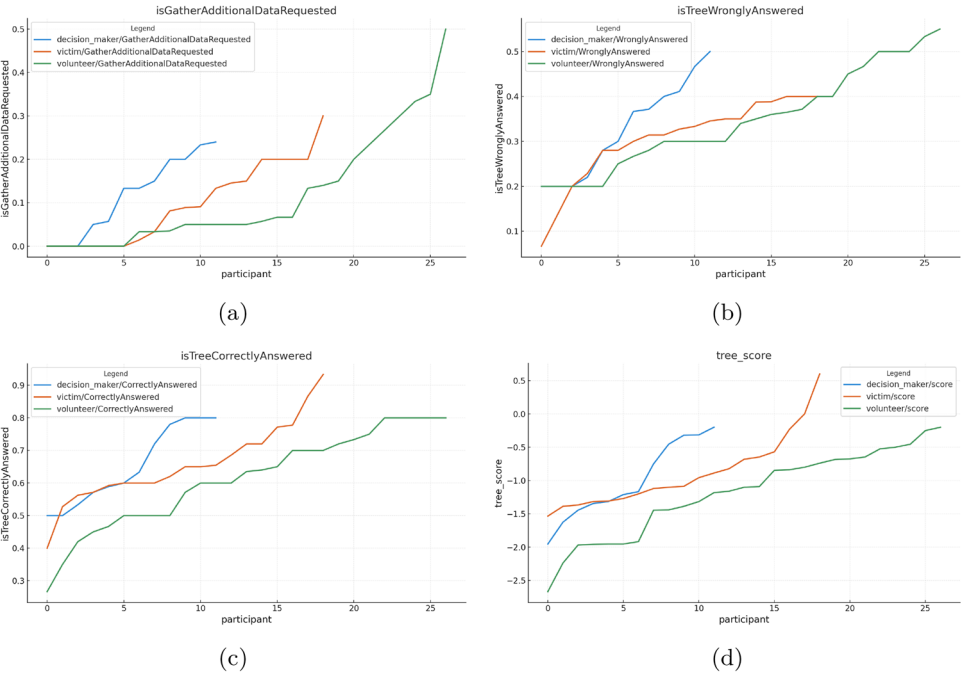 isGatherAdditionalDataRequested
Legend
decision_maker/GatherAdditionalDataRequested
victim/GatherAdditionalDataRequested
volunteer/GatherAdditionalDataRequested
isGatherAdditionalDataRequested
0.5
0.4
0.3
0.2
0.1
0.0
0 5 10 15 20 25
participant
(a)
isTreeWronglyAnswered
Legend
decision_maker/WronglyAnswered
victim/WronglyAnswered
volunteer/WronglyAnswered
isTreeWronglyAnswered
0.5
0.4
0.3
0.2
0.1
0 5 10 15 20 25
participant
(b)
isTreeCorrectlyAnswered
Legend
decision_maker/CorrectlyAnswered
victim/CorrectlyAnswered
volunteer/CorrectlyAnswered
isTreeCorrectlyAnswered
0.9
0.8
0.7
0.6
0.5
0.4
0.3
0 5 10 15 20 25
participant
(c)
tree_score
Legend
decision_maker/score
victim/score
volunteer/score
tree_score
0.5
0.0
−0.5
−1.0
−1.5
−2.0
−2.5
0 5 10 15 20 25
participant
(d)